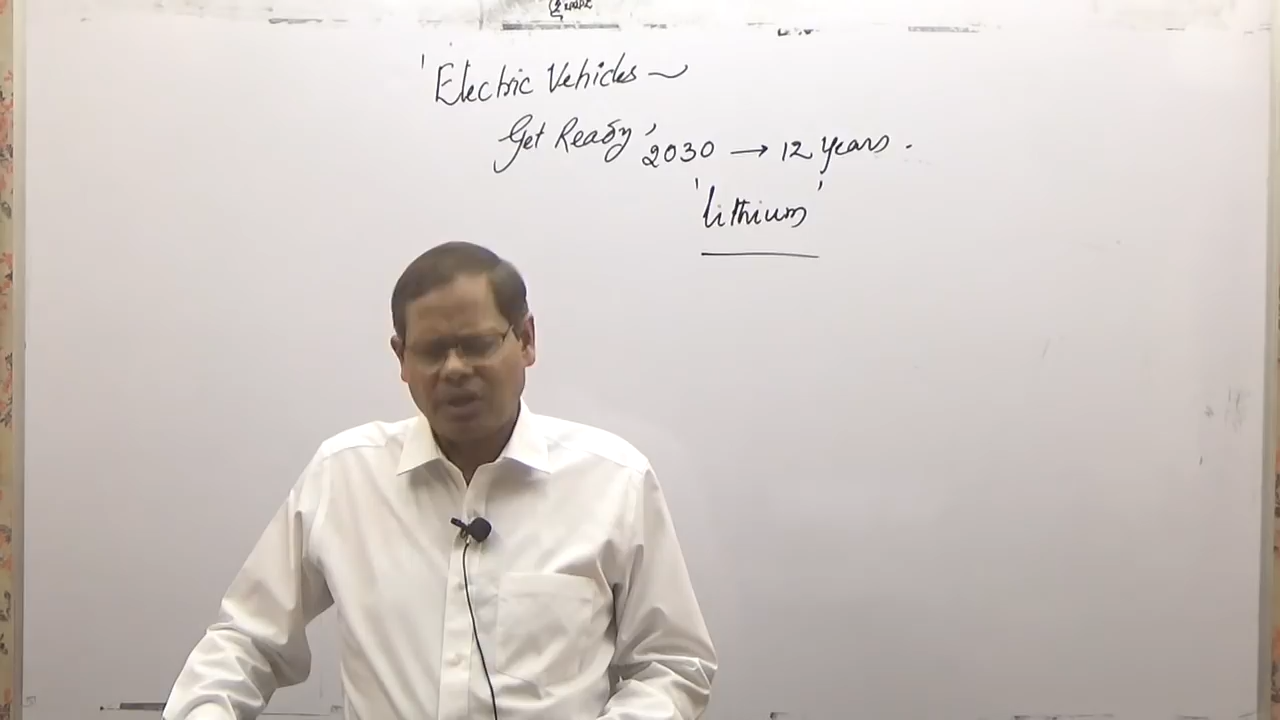 'Electric Vehicles ~
Get Ready' 2030 → 12 years.
'Lithium'